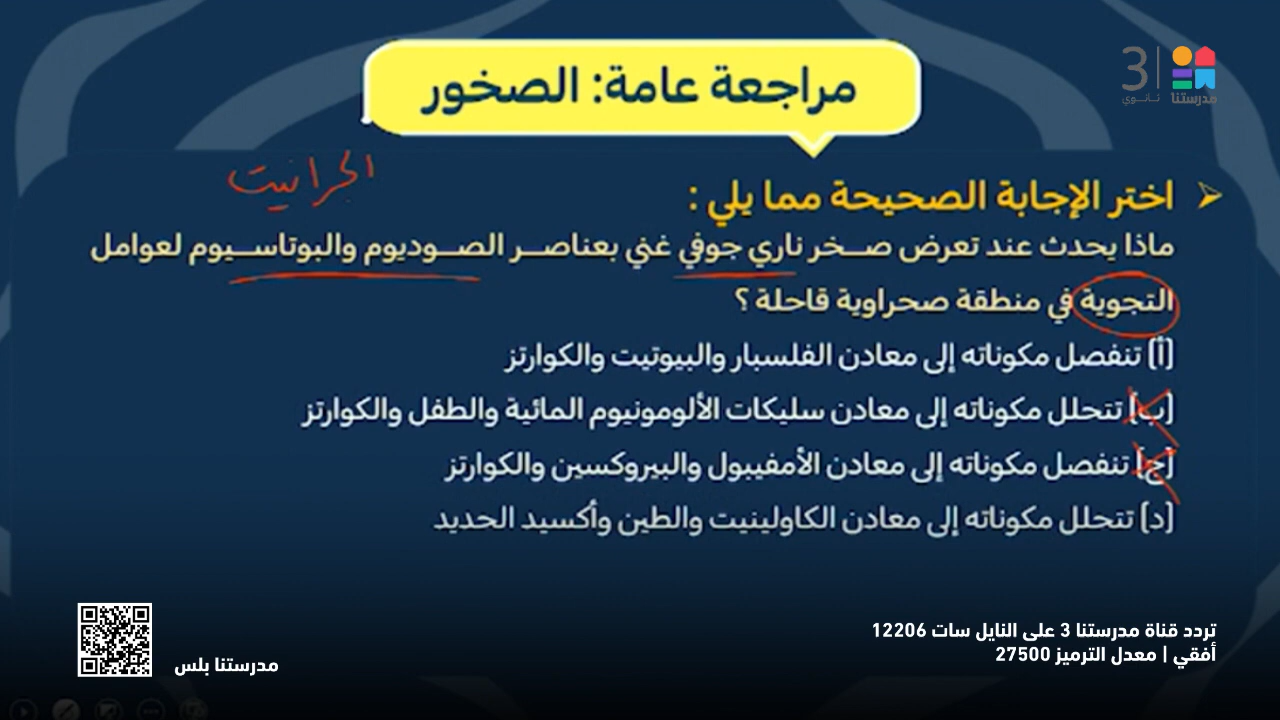 3
ثانوي
مدرستنا
مراجعة عامة: الصخور
الجرانيت
اختر الإجابة الصحيحة مما يلي :
ماذا يحدث عند تعرض صخر ناري جوفي غني بعناصر الصوديوم والبوتاسيوم لعوامل
التجوية في منطقة صحراوية قاحلة ؟
(أ) تنفصل مكوناته إلى معادن الفلسبار والبيوتيت والكوارتز
(ب) تتحلل مكوناته إلى معادن سليكات الألومونيوم المائية والطفل والكوارتز
(ج) تنفصل مكوناته إلى معادن الأمفيبول والبيروكسين والكوارتز
(د) تتحلل مكوناته إلى معادن الكاولينيت والطين وأكسيد الحديد
تردد قناة مدرستنا 3 على النايل سات 12206
أفقي | معدل الترميز 27500
مدرستنا بلس